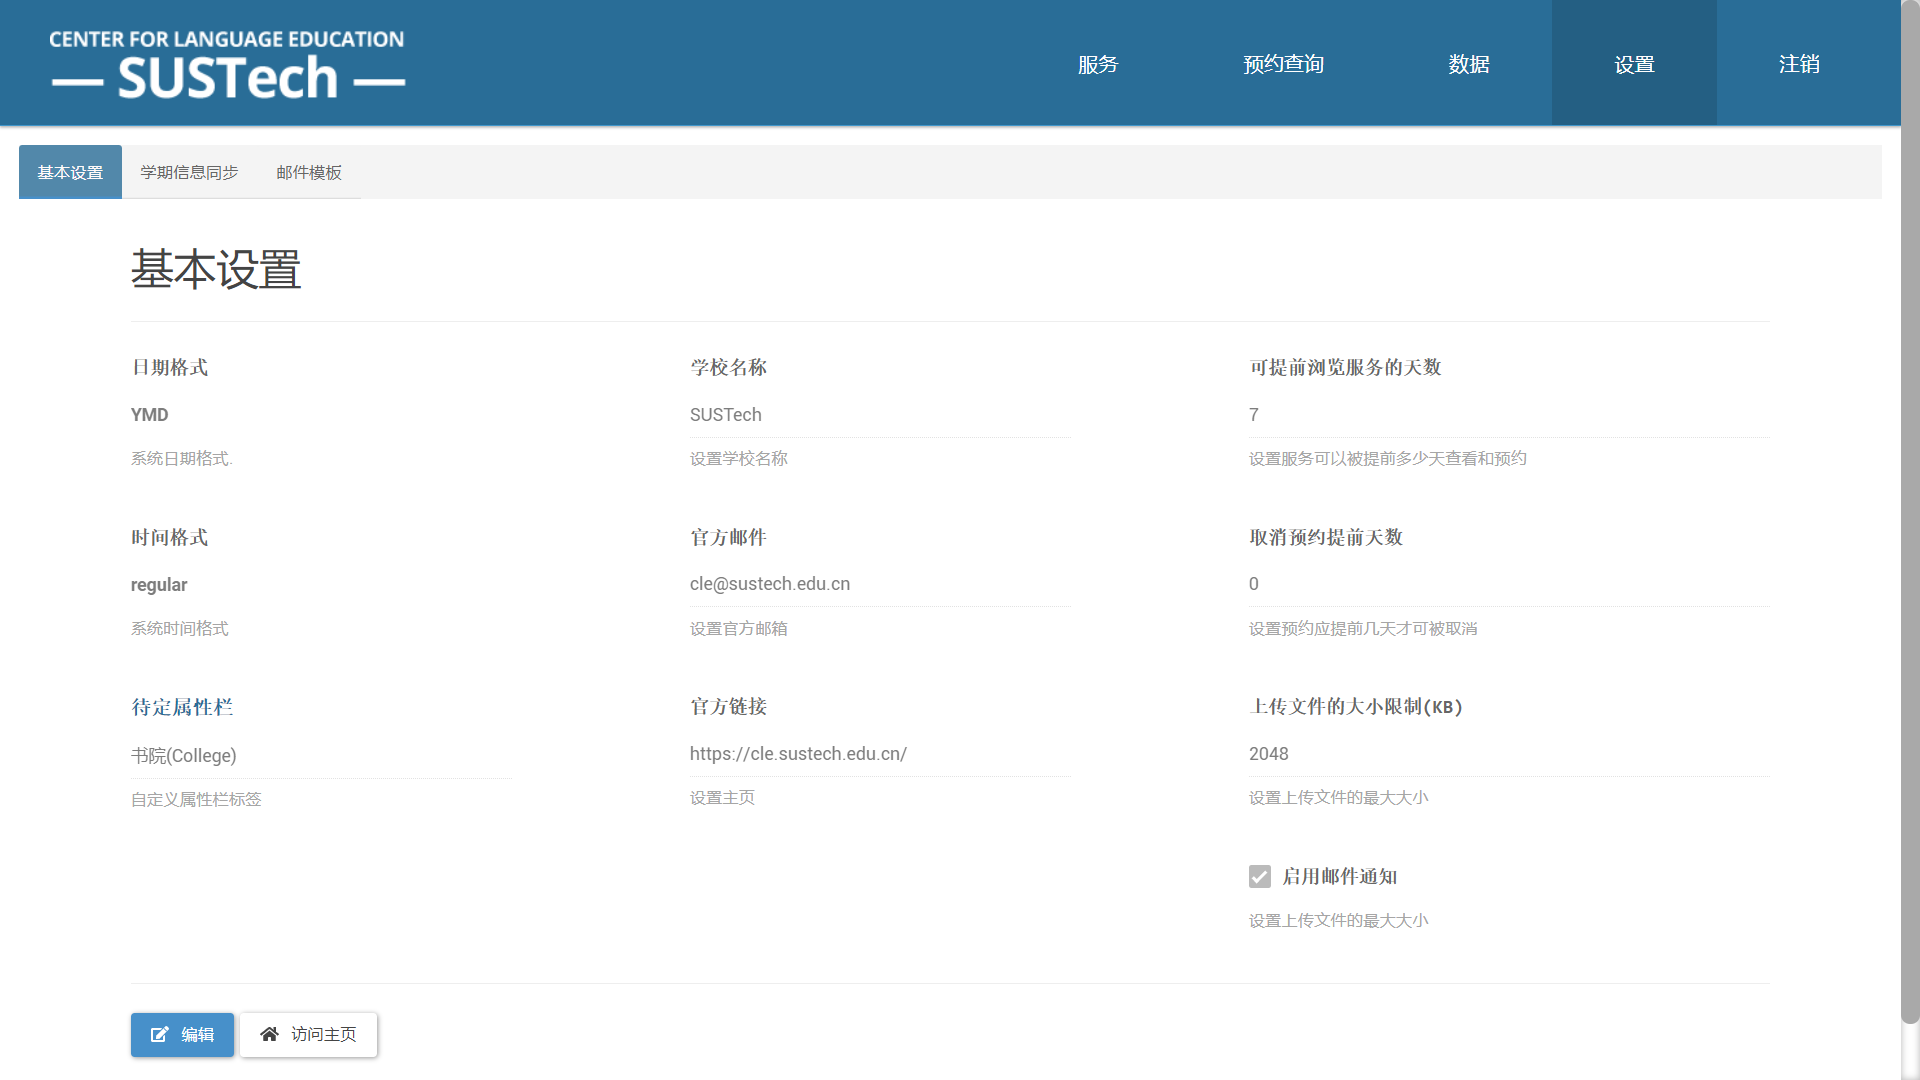 CENTER FOR LANGUAGE EDUCATION
— SUSTech —
服务
预约查询
数据
设置
注销
基本设置
学期信息同步
邮件模板
基本设置
日期格式
YMD
系统日期格式.
学校名称
SUSTech
设置学校名称
可提前浏览服务的天数
7
设置服务可以被提前多少天查看和预约
时间格式
regular
系统时间格式
官方邮件
cle@sustech.edu.cn
设置官方邮箱
取消预约提前天数
0
设置预约应提前几天才可被取消
待定属性栏
书院(College)
自定义属性栏标签
官方链接
https://cle.sustech.edu.cn/
设置主页
上传文件的大小限制(KB)
2048
设置上传文件的最大大小
启用邮件通知
设置上传文件的最大大小
编辑
访问主页